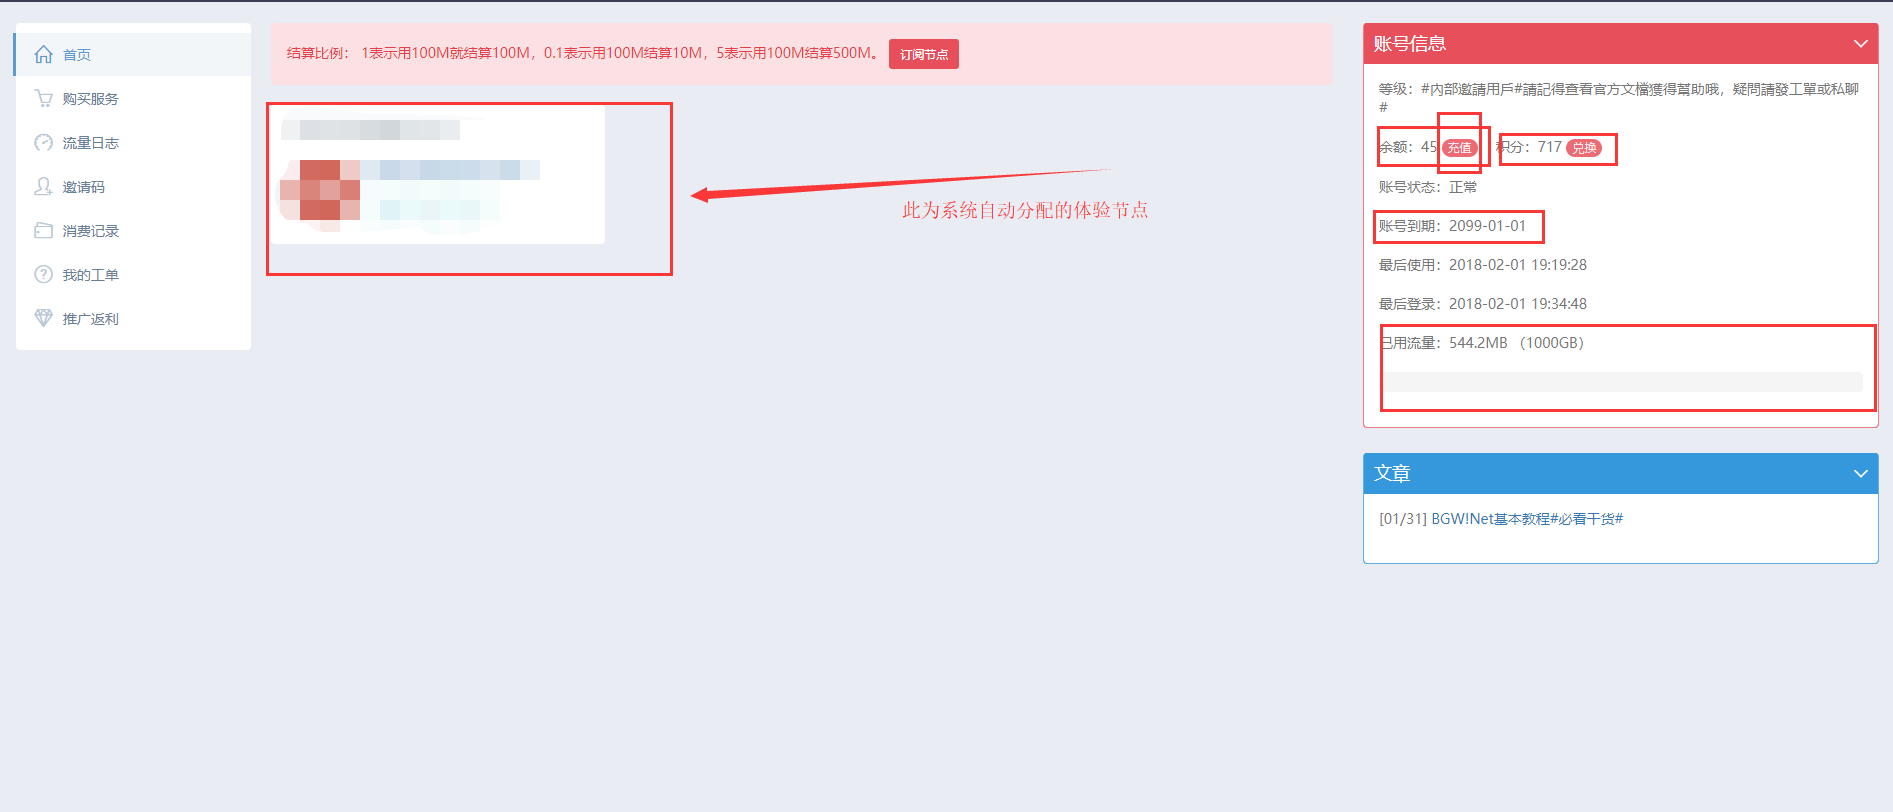 首页
购买服务
流量日志
邀请码
消费记录
我的工单
推广返利
结算比例： 1表示用100M就结算100M，0.1表示用100M结算10M，5表示用100M结算500M。 订阅节点
此为系统自动分配的体验节点
账号信息
等级：#内部邀請用戶#請記得查看官方文檔獲得幫助哦，疑問請發工單或私聊
#
余额：45 充值 积分：717 兑换
账号状态：正常
账号到期：2099-01-01
最后使用：2018-02-01 19:19:28
最后登录：2018-02-01 19:34:48
已用流量：544.2MB （1000GB）
文章
[01/31] BGW!Net基本教程#必看干货#